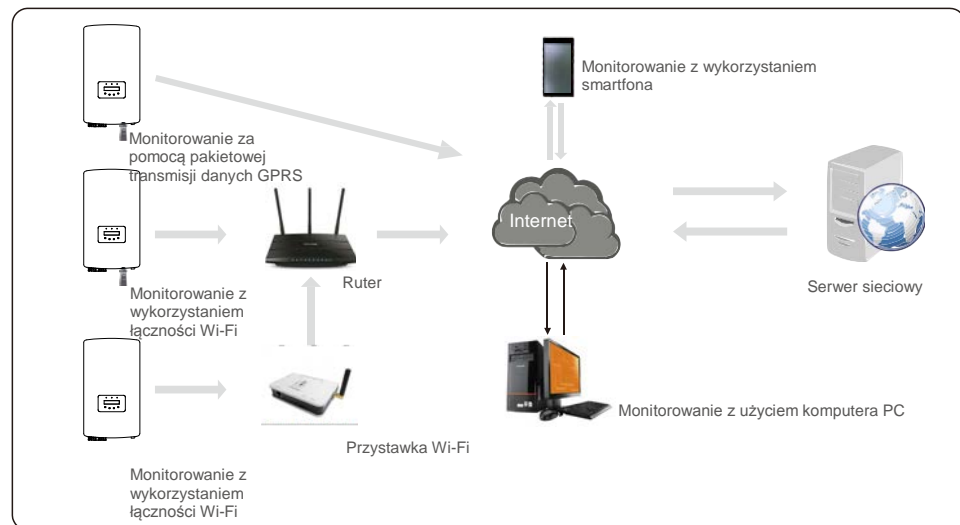 Monitorowanie z wykorzystaniem
smartfona
Monitorowanie za
pomocą pakietowej
transmisji danych GPRS
Internet
Ruter
Serwer sieciowy
Monitorowanie z
wykorzystaniem
łączności Wi-Fi
Monitorowanie z użyciem komputera PC
Przystawka Wi-Fi
Monitorowanie z
wykorzystaniem
łączności Wi-Fi